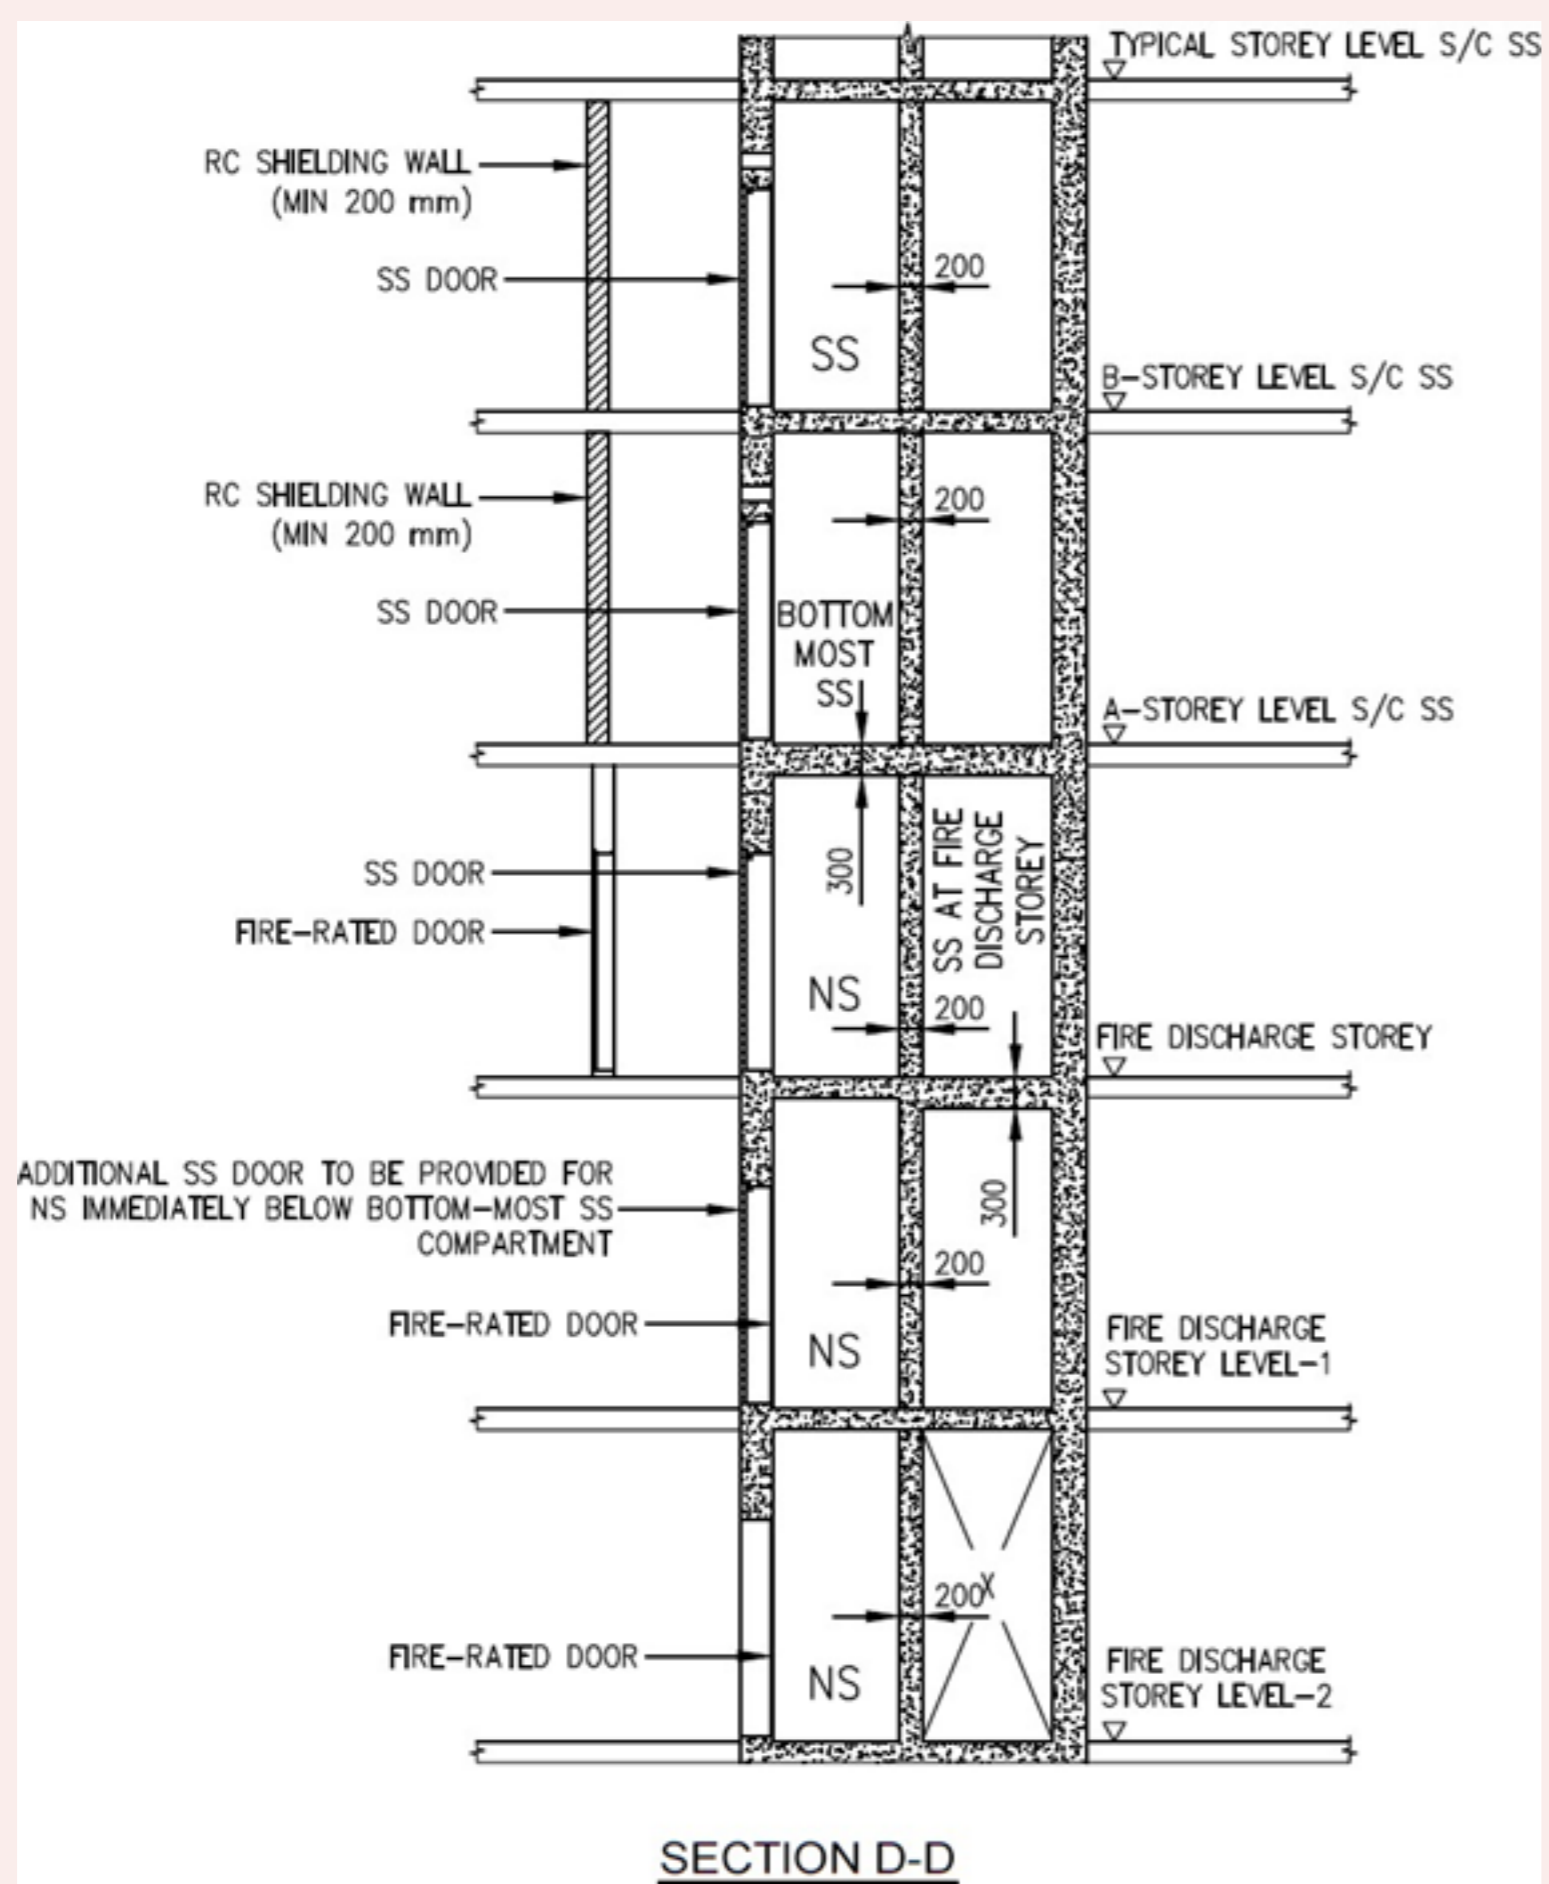 TYPICAL STOREY LEVEL S/C SS
RC SHIELDING WALL
(MIN 200 mm)
SS DOOR
200
SS
B-STOREY LEVEL S/C SS
RC SHIELDING WALL
(MIN 200 mm)
200
SS DOOR
BOTTOM
MOST
SS
A-STOREY LEVEL S/C SS
SS DOOR
FIRE-RATED DOOR
300
SS AT FIRE
DISCHARGE
STOREY
NS
200
FIRE DISCHARGE STOREY
ADDITIONAL SS DOOR TO BE PROVIDED FOR
NS IMMEDIATELY BELOW BOTTOM-MOST SS
COMPARTMENT
300
200
FIRE-RATED DOOR
NS
FIRE DISCHARGE
STOREY LEVEL-1
200
X
FIRE-RATED DOOR
NS
FIRE DISCHARGE
STOREY LEVEL-2
SECTION D-D